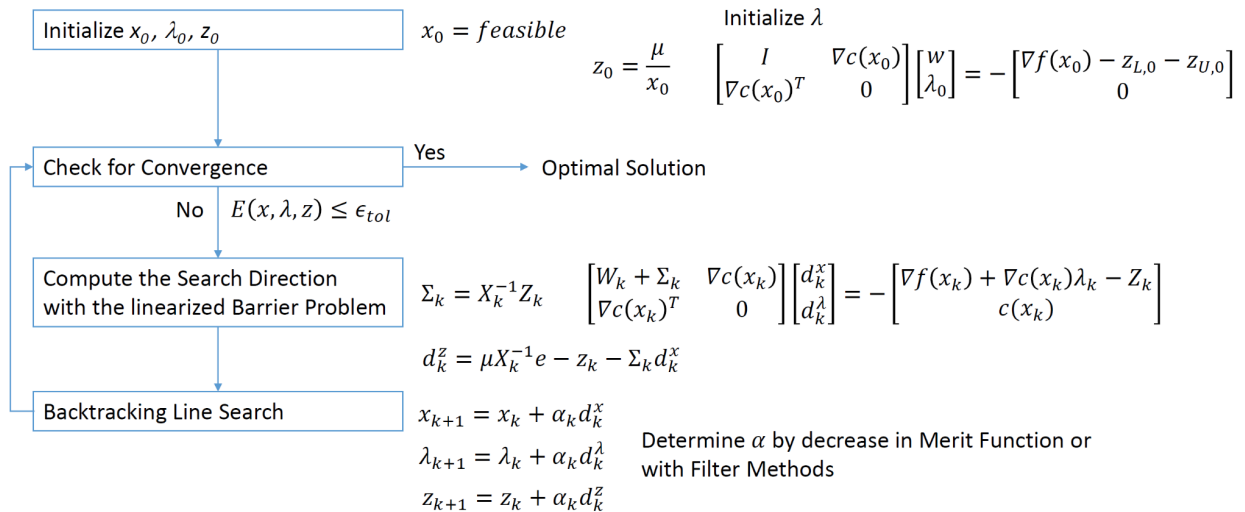 Initialize x₀, λ₀, z₀
x₀ = feasible
Initialize λ
z₀ = μ/x₀
[I ∇c(x₀); ∇c(x₀)ᵀ 0] [w; λ₀] = −[∇f(x₀) − z_{L,0} − z_{U,0}; 0]
Check for Convergence
Yes
Optimal Solution
No
E(x, λ, z) ≤ ϵ_{tol}
Compute the Search Direction
with the linearized Barrier Problem
Σₖ = Xₖ⁻¹Zₖ
[Wₖ + Σₖ ∇c(xₖ); ∇c(xₖ)ᵀ 0] [dₖˣ; dₖ^λ] = −[∇f(xₖ) + ∇c(xₖ)λₖ − Zₖ; c(xₖ)]
dₖᶻ = μXₖ⁻¹e − zₖ − Σₖdₖˣ
Backtracking Line Search
xₖ₊₁ = xₖ + αₖdₖˣ
λₖ₊₁ = λₖ + αₖdₖ^λ
zₖ₊₁ = zₖ + αₖdₖᶻ
Determine α by decrease in Merit Function or
with Filter Methods